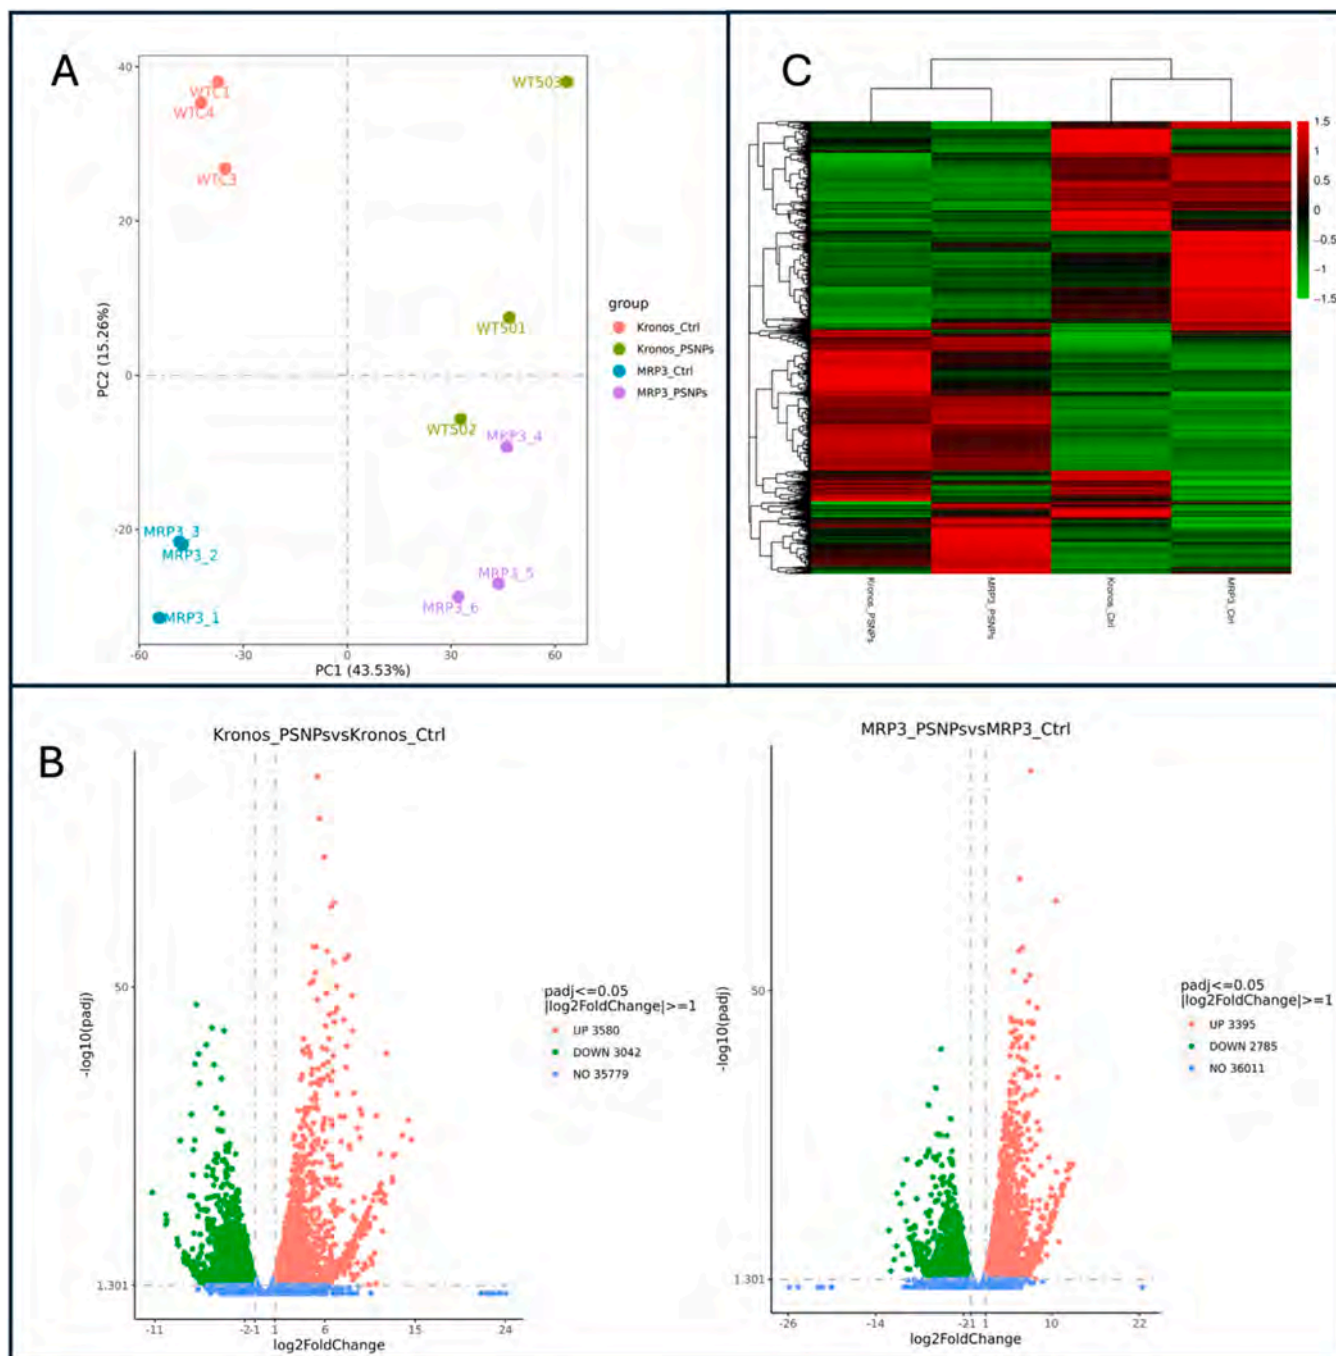 A
40
20
0
-20
-60
-30
0
30
60
PC2 (15.26%)
PC1 (43.53%)
WTC1
WTC4
WTC3
WT503
WT501
WT502
MRP3_4
MRP3_3
MRP3_2
MRP3_1
MRP3_5
MRP3_6
group
Kronos_Ctrl
Kronos_PSNPs
MRP3_Ctrl
MRP3_PSNPs
C
1.5
1
0.5
0
-0.5
-1
-1.5
Kronos_PSNPs
MRP3_PSNPs
Kronos_Ctrl
MRP3_Ctrl
B
Kronos_PSNPsvsKronos_Ctrl
-log10(padj)
50
1.301
-11
-2-1
1
6
15
24
log2FoldChange
padj<=0.05
|log2FoldChange|>=1
UP 3580
DOWN 3042
NO 35779
MRP3_PSNPsvsMRP3_Ctrl
-log10(padj)
50
1.301
-26
-14
-21
1
10
22
log2FoldChange
padj<=0.05
|log2FoldChange|>=1
UP 3395
DOWN 2785
NO 36011